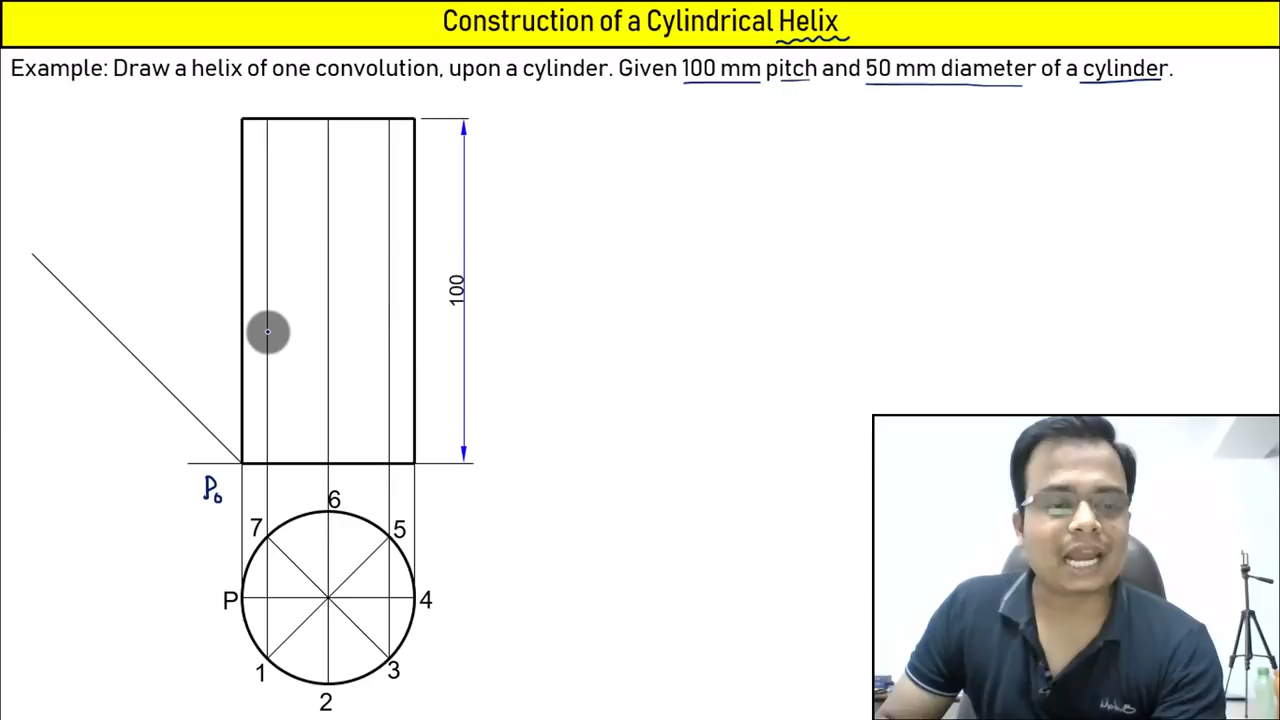 Construction of a Cylindrical Helix
Example: Draw a helix of one convolution, upon a cylinder. Given 100 mm pitch and 50 mm diameter of a cylinder.
100
P₀
6
7
5
P
4
1
3
2